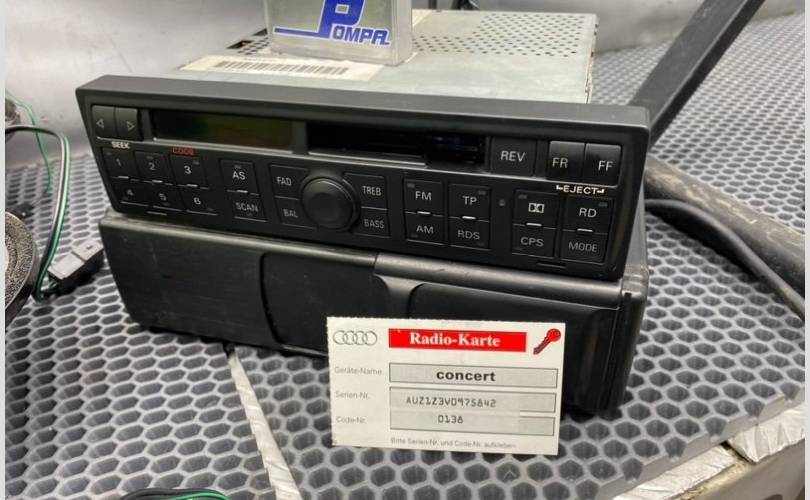 POMPA
REV
FR
FF
SEEK
CODE
EJECT
1 2 3
AS
FAD
TREB
FM
TP
RD
4 5 6
SCAN
BAL
BASS
AM
RDS
CPS
MODE
Radio-Karte
Geräte-Name
concert
Serien-Nr.
AUZ1Z3V0975842
Code-Nr.
0138
Bitte Serien-Nr. und Code-Nr. aufkleben